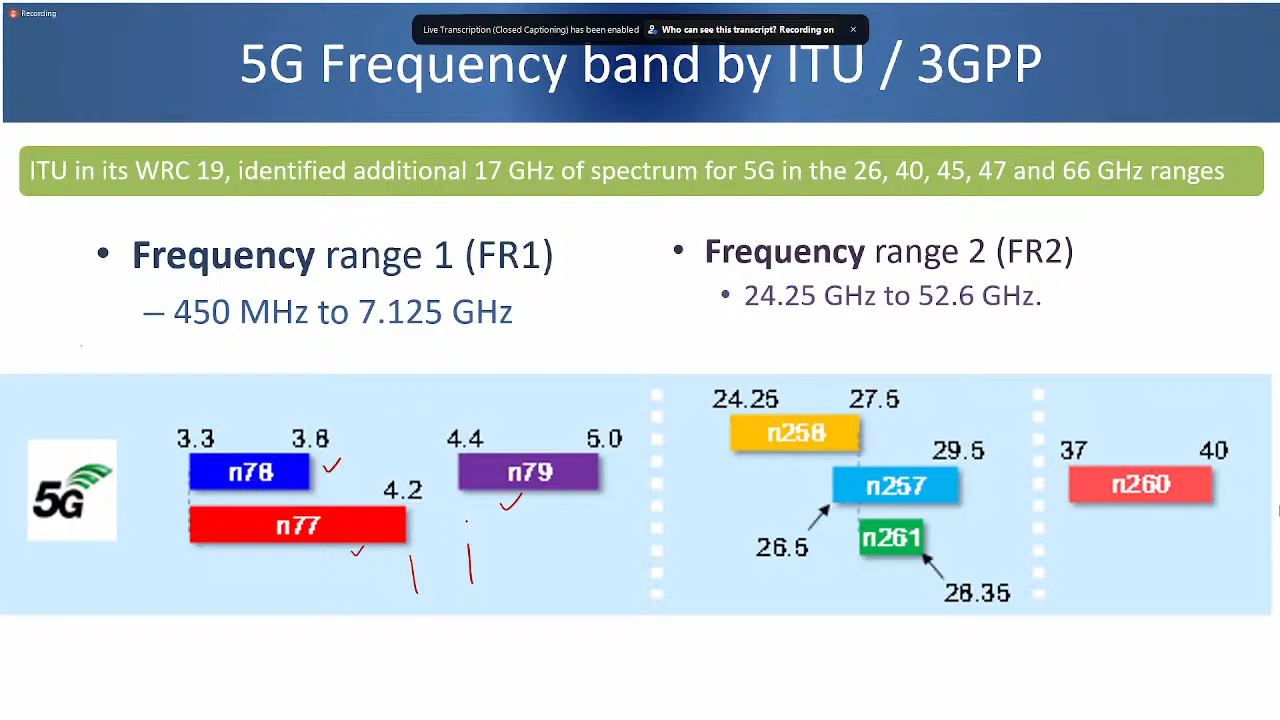 Recording
Live Transcription (Closed Captioning) has been enabled
Who can see this transcript? Recording on
5G Frequency band by ITU / 3GPP
ITU in its WRC 19, identified additional 17 GHz of spectrum for 5G in the 26, 40, 45, 47 and 66 GHz ranges
• Frequency range 1 (FR1)
– 450 MHz to 7.125 GHz
• Frequency range 2 (FR2)
• 24.25 GHz to 52.6 GHz.
5G
3.3 3.8
n78
4.2
n77
4.4 5.0
n79
24.25 27.5
n258
29.5
n257
26.5
n261
28.35
37 40
n260